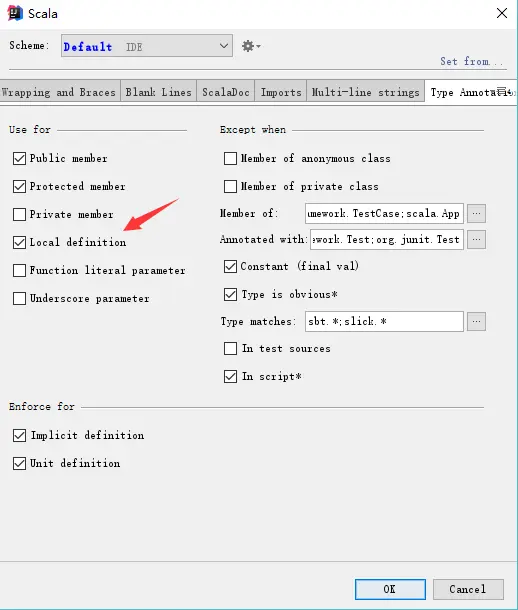 Scala
Scheme: Default IDE
Set from...
Wrapping and Braces Blank Lines ScalaDoc Imports Multi-line strings Type Annotation
Use for
Public member
Protected member
Private member
Local definition
Function literal parameter
Underscore parameter
Except when
Member of anonymous class
Member of private class
Member of: umework.TestCase;scala.App ...
Annotated with: ework.Test;org.junit.Test ...
Constant (final val)
Type is obvious*
Type matches: sbt.*;slick.* ...
In test sources
In script*
Enforce for
Implicit definition
Unit definition
OK Cancel